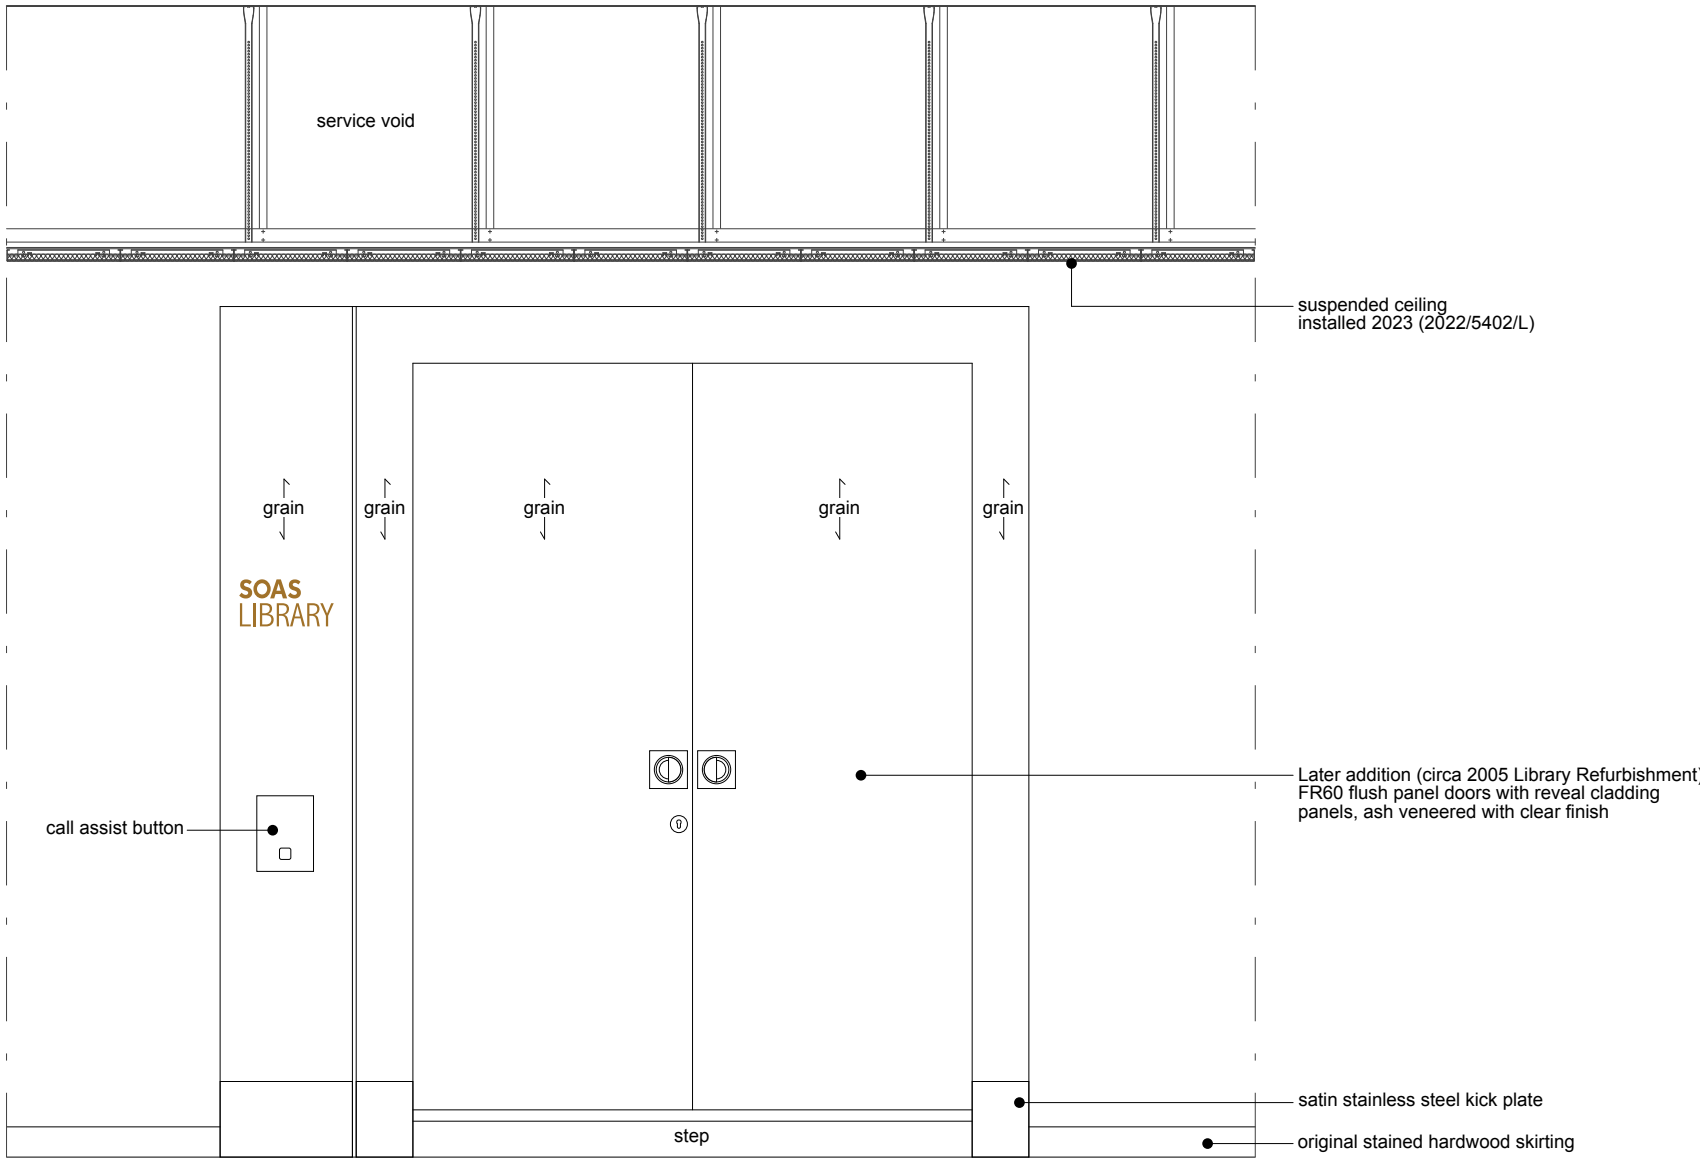 service void
suspended ceiling
installed 2023 (2022/5402/L)
grain
grain
grain
grain
grain
SOAS
LIBRARY
Later addition (circa 2005 Library Refurbishment)
FR60 flush panel doors with reveal cladding
panels, ash veneered with clear finish
call assist button
satin stainless steel kick plate
step
original stained hardwood skirting